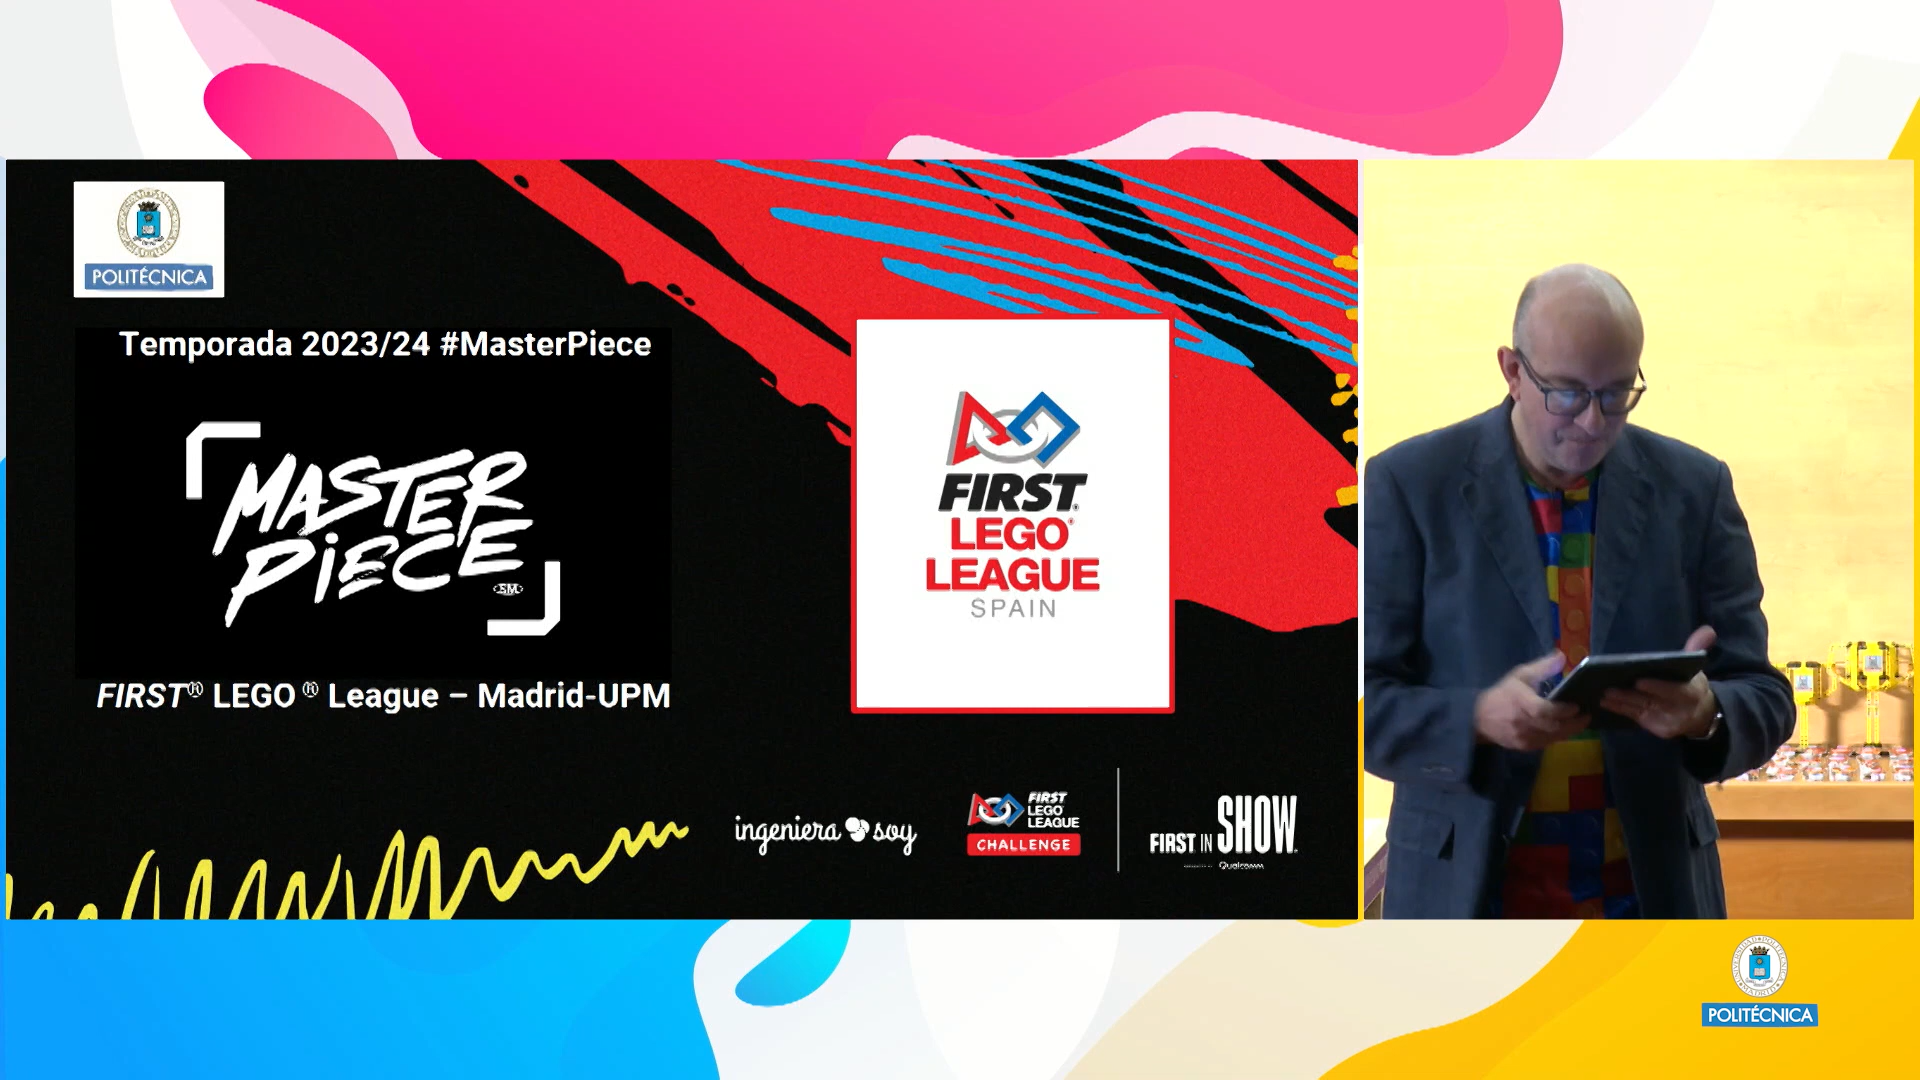 POLITÉCNICA
Temporada 2023/24 #MasterPiece
MASTER
PIECE
SM
FIRST® LEGO® League – Madrid-UPM
FIRST®
LEGO®
LEAGUE
SPAIN
ingeniera soy
FIRST
LEGO
LEAGUE
CHALLENGE
FIRST IN SHOW
Qualcomm
POLITÉCNICA